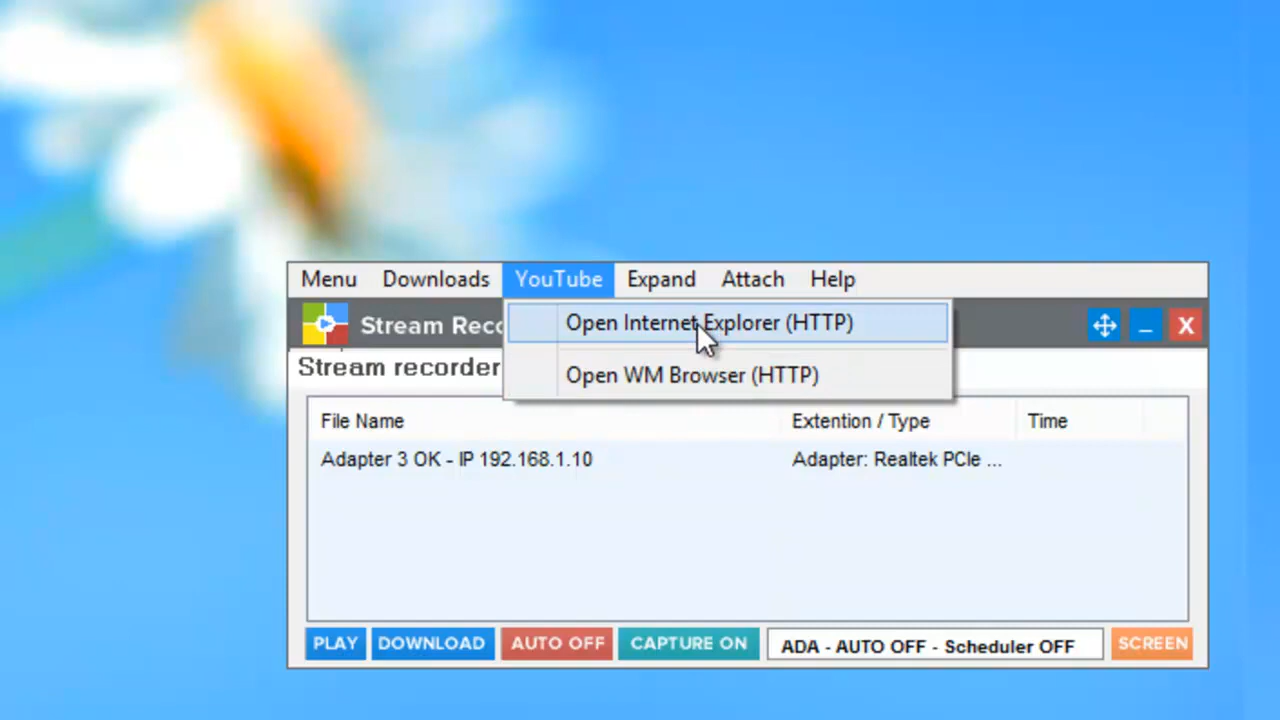 Menu Downloads YouTube Expand Attach Help
Stream Reco
Open Internet Explorer (HTTP)
Stream recorder
Open WM Browser (HTTP)
File Name Extention / Type Time
Adapter 3 OK - IP 192.168.1.10 Adapter: Realtek PCIe ...
PLAY DOWNLOAD AUTO OFF CAPTURE ON ADA - AUTO OFF - Scheduler OFF SCREEN